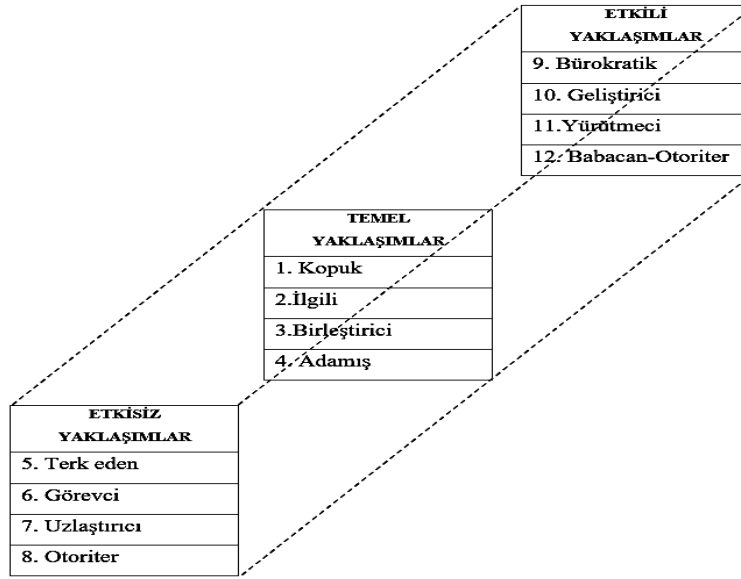 ETKİLİ
YAKLAŞIMLAR
9. Bürokratik
10. Geliştirici
11.Yürütmeci
12. Babacan-Otoriter
TEMEL
YAKLAŞIMLAR
1. Kopuk
2.İlgili
3.Birleştirici
4. Adamış
ETKİSİZ
YAKLAŞIMLAR
5. Terk eden
6. Görevci
7. Uzlaştırıcı
8. Otoriter